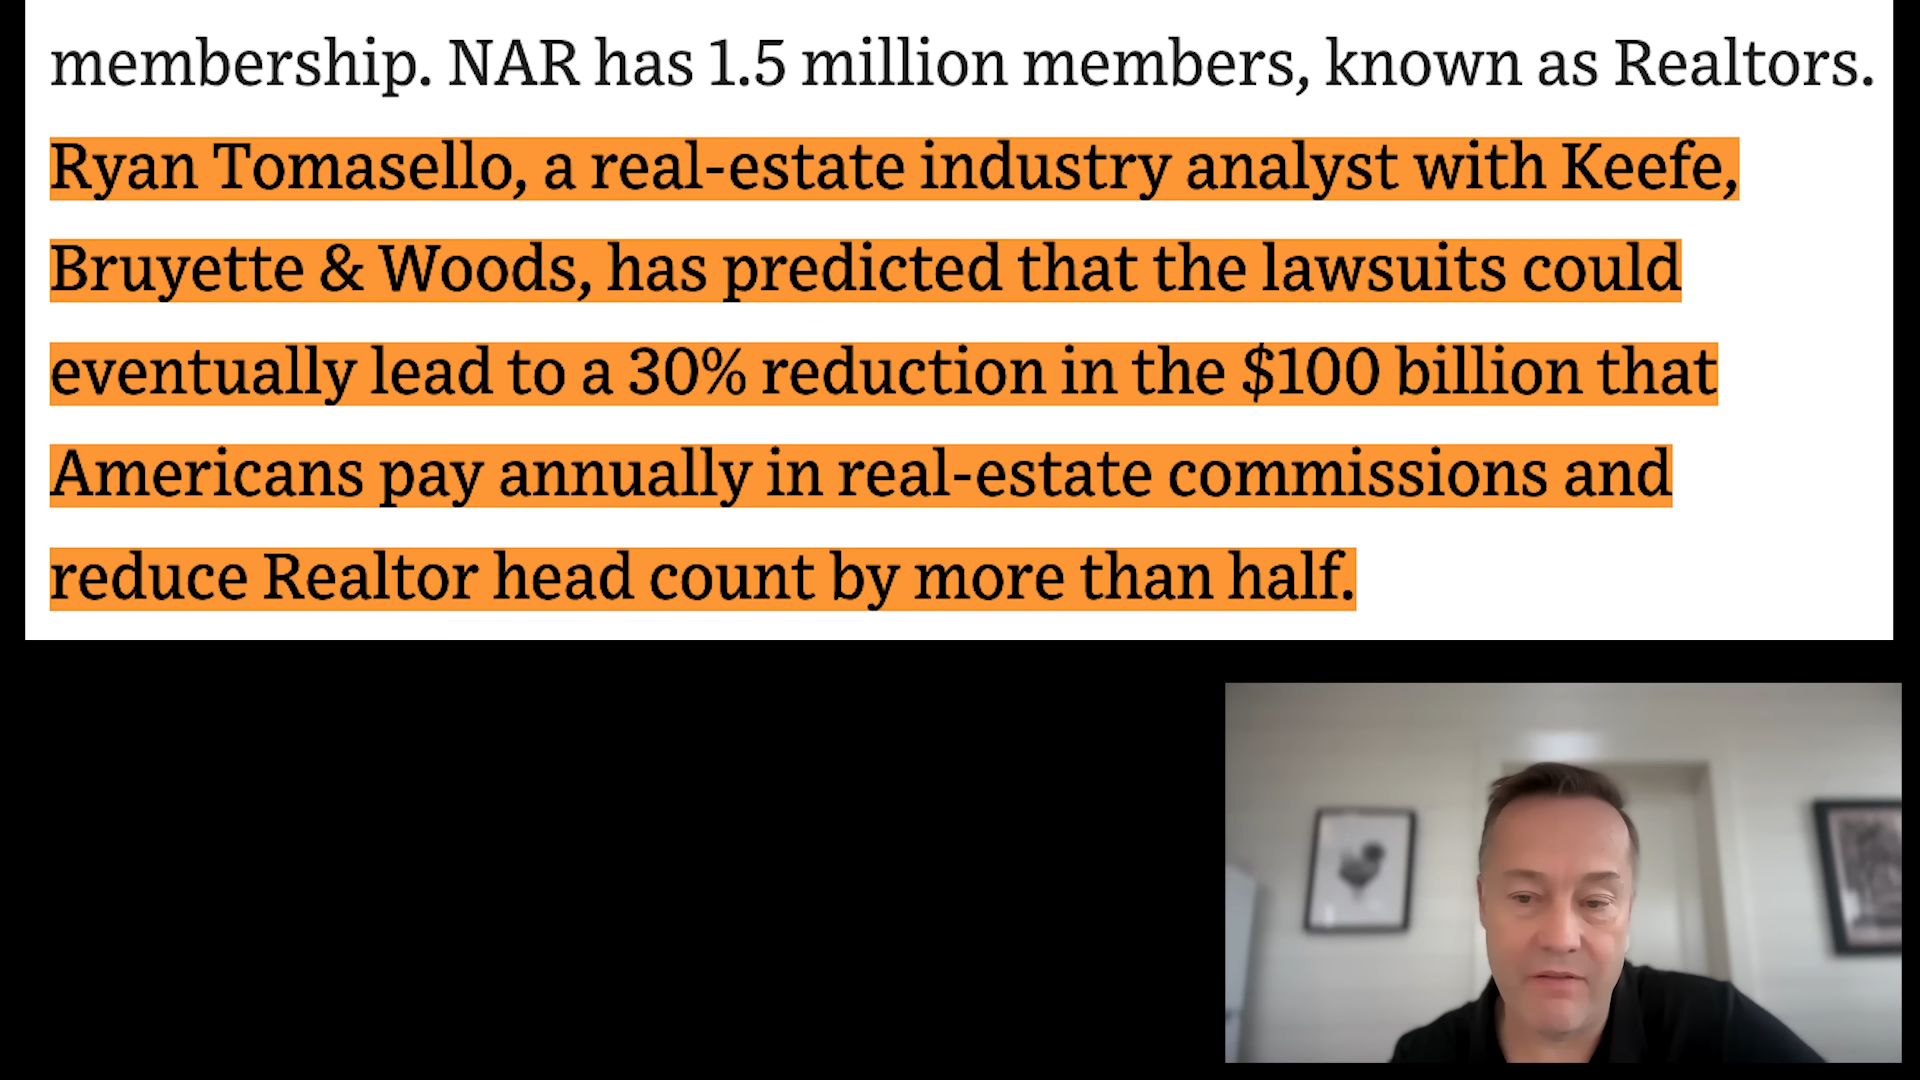 membership. NAR has 1.5 million members, known as Realtors.
Ryan Tomasello, a real-estate industry analyst with Keefe,
Bruyette & Woods, has predicted that the lawsuits could
eventually lead to a 30% reduction in the $100 billion that
Americans pay annually in real-estate commissions and
reduce Realtor head count by more than half.